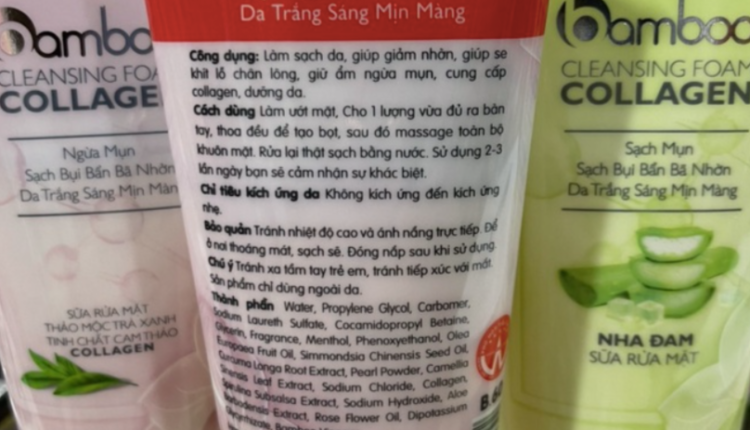 Bamboo
CLEANSING FOAM
COLLAGEN
Ngừa Mụn
Sạch Bụi Bẩn Bã Nhờn
Da Trắng Sáng Mịn Màng
SỮA RỬA MẶT
THẢO MỘC TRÀ XANH
TINH CHẤT CAM THẢO
COLLAGEN
Da Trắng Sáng Mịn Màng
Công dụng: Làm sạch da, giúp giảm nhờn, giúp se
khít lỗ chân lông, giữ ẩm ngừa mụn, cung cấp
collagen, dưỡng da.
Cách dùng Làm ướt mặt, Cho 1 lượng vừa đủ ra bàn
tay, thoa đều để tạo bọt, sau đó massage toàn bộ
khuôn mặt. Rửa lại thật sạch bằng nước. Sử dụng 2-3
lần ngày bạn sẽ cảm nhận sự khác biệt.
Chỉ tiêu kích ứng da Không kích ứng đến kích ứng
nhẹ.
Bảo quản Tránh nhiệt độ cao và ánh nắng trực tiếp. Để
ở nơi thoáng mát, sạch sẽ. Đóng nắp sau khi sử dụng.
Chú ý Tránh xa tầm tay trẻ em, tránh tiếp xúc với mắt.
Sản phẩm chỉ dùng ngoài da.
Thành phần Water, Propylene Glycol, Carbomer,
Sodium Laureth Sulfate, Cocamidopropyl Betaine,
Glycerin, Fragrance, Menthol, Phenoxyethanol, Olea
Europaea Fruit Oil, Simmondsia Chinensis Seed Oil,
Curcuma Longa Root Extract, Pearl Powder, Camellia
Sinensis Leaf Extract, Sodium Chloride, Collagen,
Spirulina Subsalsa Extract, Sodium Hydroxide, Aloe
Barbadensis Extract, Rose Flower Oil, Dipotassium
Glycyrrhizate,
bamboo
CLEANSING FOAM
COLLAGEN
Sạch Mụn
Sạch Bụi Bẩn Bã Nhờn
Da Trắng Sáng Mịn Màng
NHA ĐAM
SỮA RỬA MẶT